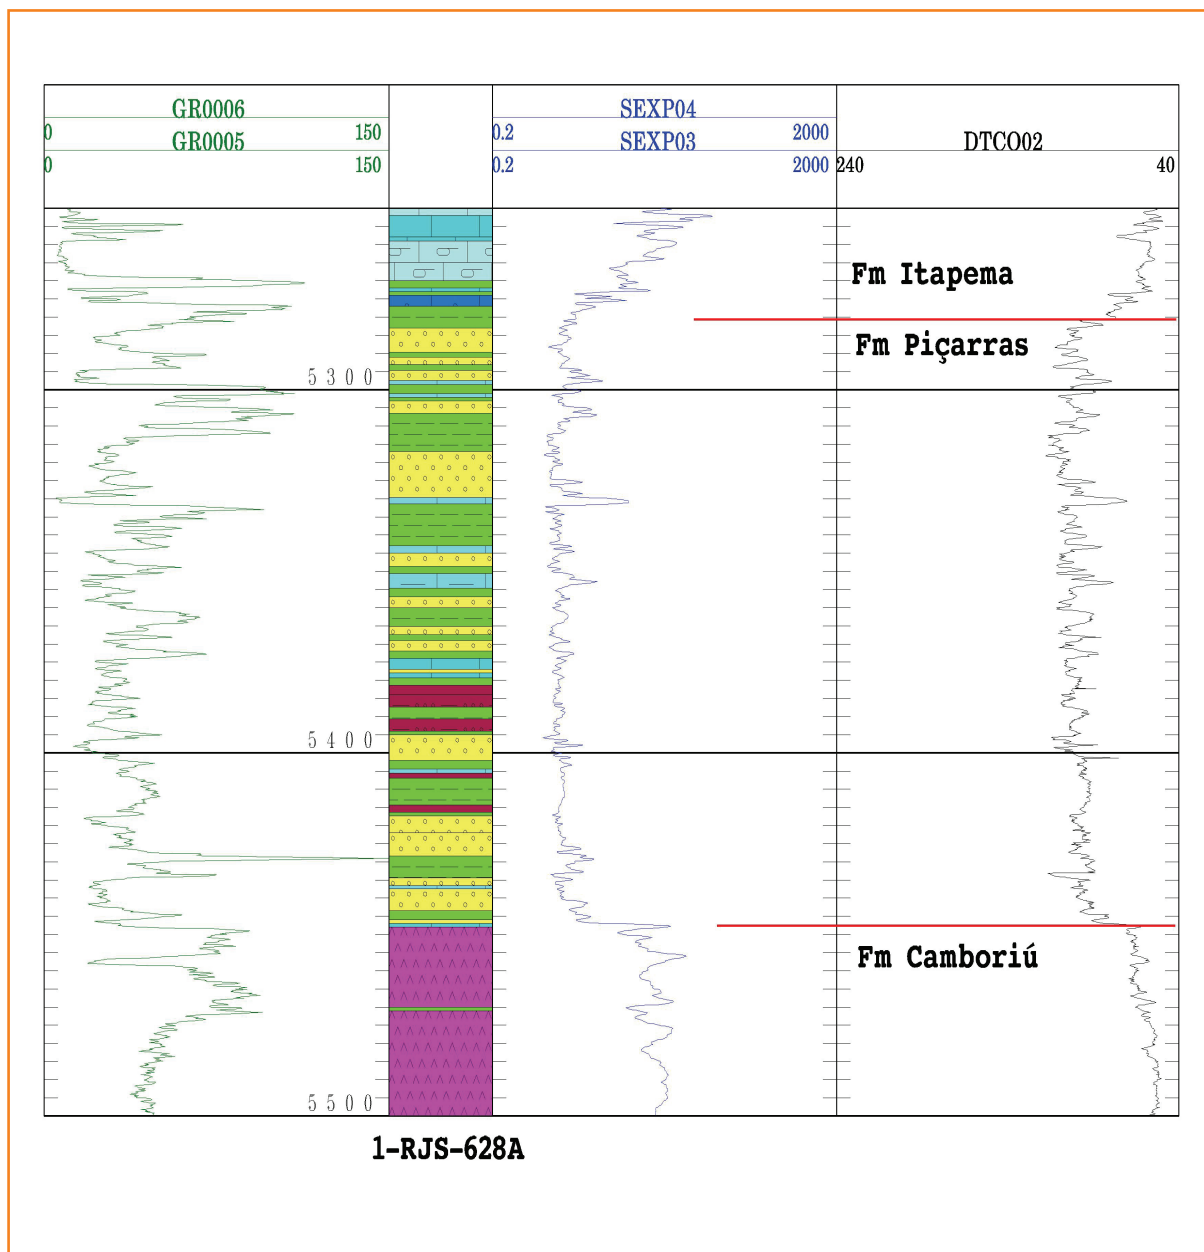 GR0006
0 150
GR0005
0 150
SEXP04
0.2 2000
SEXP03
0.2 2000
DTCO02
240 40
Fm Itapema
Fm Piçarras
5300
5400
Fm Camboriú
5500
1-RJS-628A